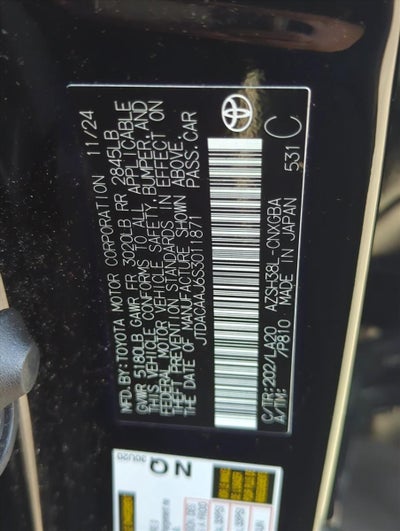 MFD.BY: TOYOTA MOTOR CORPORATION 11/24
GVWR 5180LB GAWR FR 3020LB RR 2845LB
THIS VEHICLE CONFORMS TO ALL APPLICABLE
FEDERAL MOTOR VEHICLE SAFETY, BUMPER, AND
THEFT PREVENTION STANDARDS IN EFFECT ON THE
DATE OF MANUFACTURE SHOWN ABOVE.
JTDACAAJ6S3011871 PASS.CAR
C/TR:202/LA20 AZSH38L-CNXGBA
A/TM: /P810 MADE IN JAPAN 531
C
30U20
NO